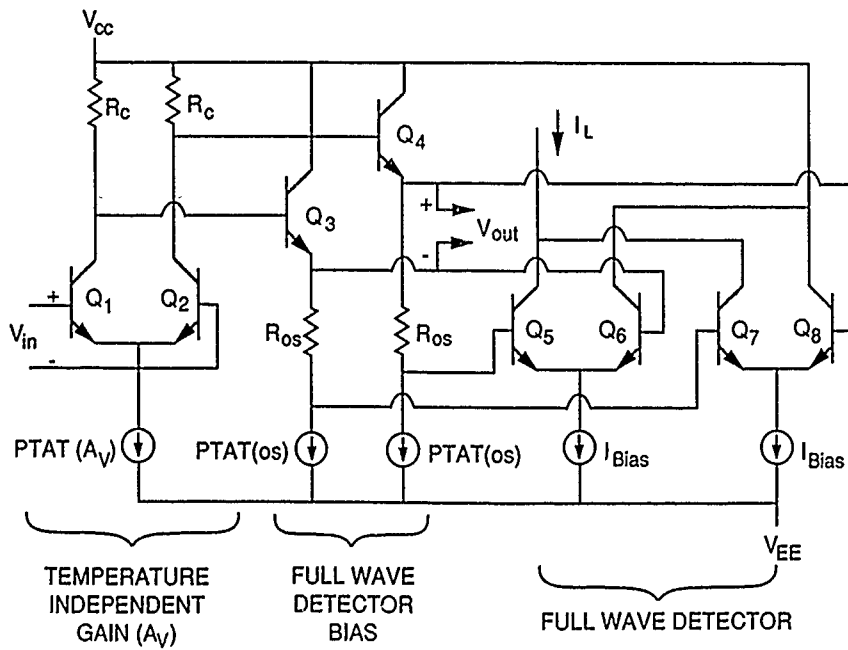 Vcc
Rc
Rc
Q4
IL
Q3
+
Vout
-
+
Q1
Q2
Vin
-
Ros
Ros
Q5
Q6
Q7
Q8
PTAT (AV)
PTAT(os)
PTAT(os)
IBias
IBias
VEE
TEMPERATURE
INDEPENDENT
GAIN (AV)
FULL WAVE
DETECTOR
BIAS
FULL WAVE DETECTOR